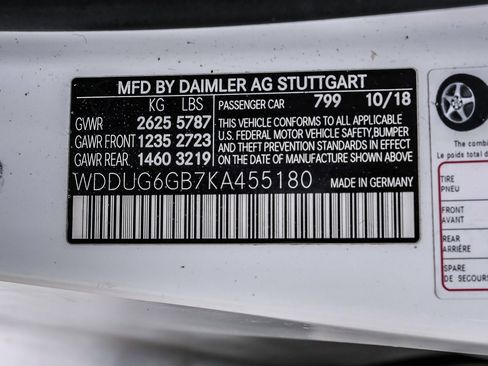 MFD BY DAIMLER AG STUTTGART
KG LBS
GVWR 2625 5787
GAWR FRONT 1235 2723
GAWR REAR. 1460 3219
PASSENGER CAR 799 10/18
THIS VEHICLE CONFORMS TO ALL APPLICABLE
U.S. FEDERAL MOTOR VEHICLE SAFETY, BUMPER
AND THEFT PREVENTION STANDARDS IN EFFECT
ON THE DATE OF MANUFACTURE SHOWN ABOVE.
WDDUG6GB7KA455180 MADE IN GERMANY
The com
Le poids
poids total d
TIRE
PNEU
FRONT
AVANT
REAR
ARRIÈRE
SPARE
DE SECOURS